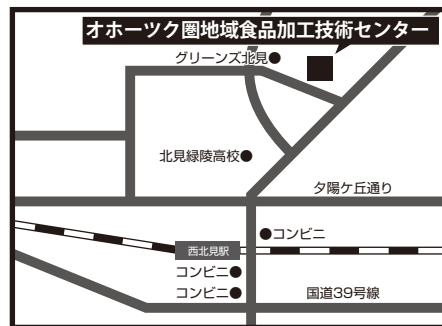 オホーツク圏地域食品加工技術センター
グリーンズ北見●
北見緑陵高校●
夕陽ケ丘通り
●コンビニ
西北見駅
コンビニ●
コンビニ●
国道39号線